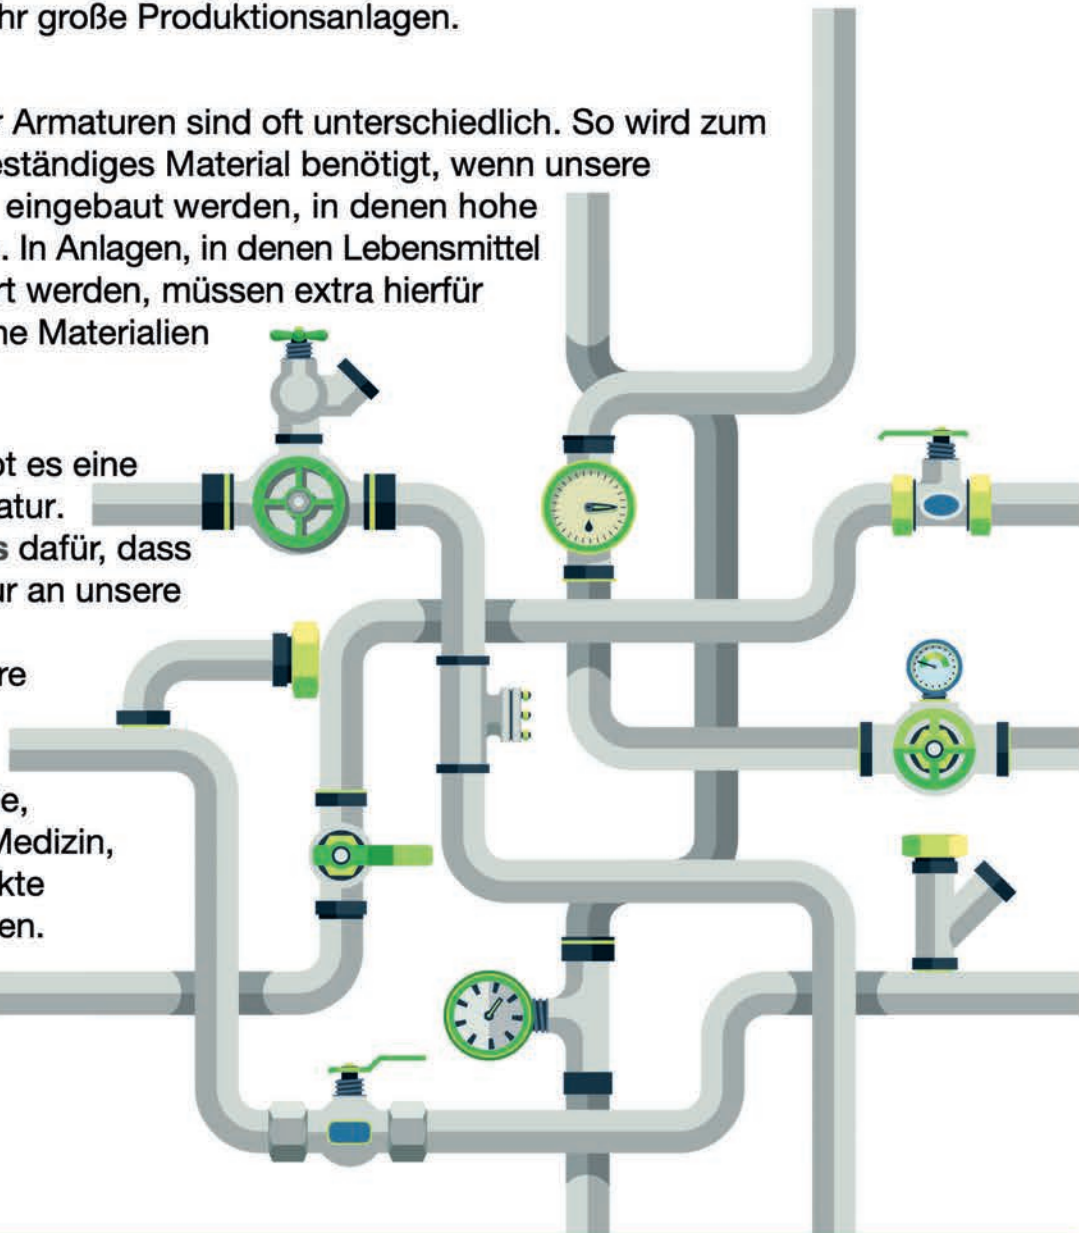 hr große Produktionsanlagen.
r Armaturen sind oft unterschiedlich. So wird zum
eständiges Material benötigt, wenn unsere
eingebaut werden, in denen hohe
. In Anlagen, in denen Lebensmittel
rt werden, müssen extra hierfür
ne Materialien
ot es eine
atur.
s dafür, dass
ur an unsere
re
e,
Medizin,
kte
en.